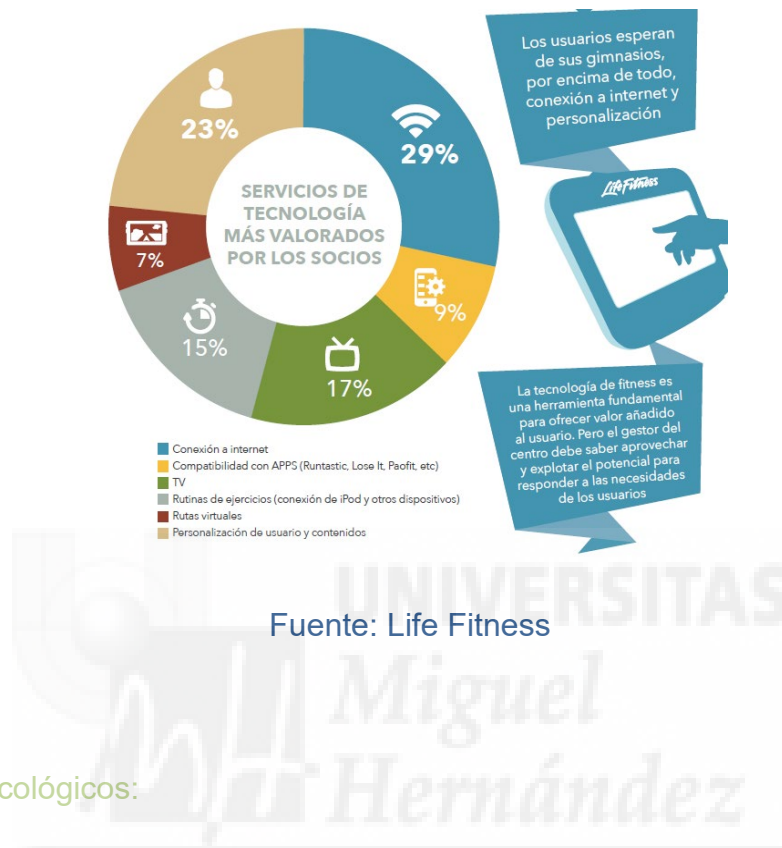 Los usuarios esperan
de sus gimnasios,
por encima de todo,
conexión a internet y
personalización
23%
29%
SERVICIOS DE
TECNOLOGÍA
MÁS VALORADOS
POR LOS SOCIOS
7%
9%
15%
17%
LifeFitness
La tecnología de fitness es
una herramienta fundamental
para ofrecer valor añadido
al usuario. Pero el gestor del
centro debe saber aprovechar
y explotar el potencial para
responder a las necesidades
de los usuarios
Conexión a internet
Compatibilidad con APPS (Runtastic, Lose It, Paofit, etc)
TV
Rutinas de ejercicios (conexión de iPod y otros dispositivos)
Rutas virtuales
Personalización de usuario y contenidos
UNIVERSITAS
Fuente: Life Fitness
Miguel
Hernández
cológicos: